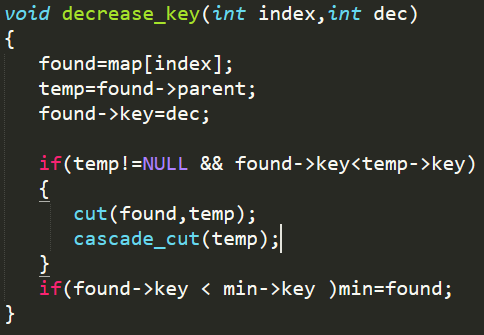 void decrease_key(int index,int dec)
{
found=map[index];
temp=found->parent;
found->key=dec;
if(temp!=NULL && found->key<temp->key)
{
cut(found,temp);
cascade_cut(temp);
}
if(found->key < min->key )min=found;
}